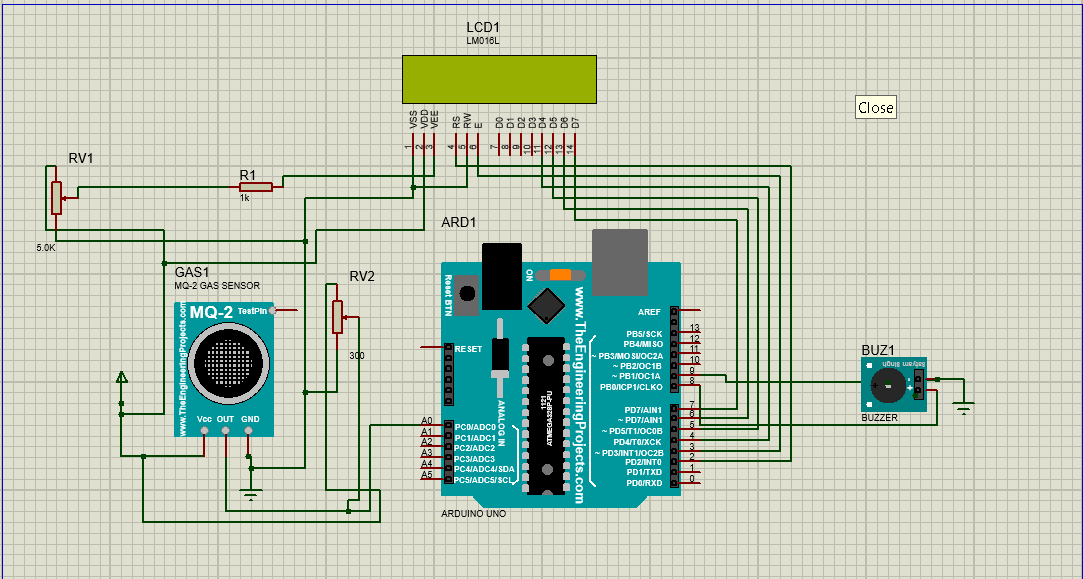 LCD1
LM016L
Close
VSS
VDD
VEE
RS
RW
E
D0
D1
D2
D3
D4
D5
D6
D7
1
2
3
4
5
6
7
8
9
10
11
12
13
14
RV1
5.0K
R1
1k
ARD1
GAS1
MQ-2 GAS SENSOR
MQ-2
TestPin
www.TheEngineeringProjects.com
Vcc OUT GND
RV2
300
Reset BTN
ON
www.TheEngineeringProjects.com
RESET
ANALOG IN
1121
ATMEGA328P-PU
A0 PC0/ADC0
A1 PC1/ADC1
A2 PC2/ADC2
A3 PC3/ADC3
A4 PC4/ADC4/SDA
A5 PC5/ADC5/SCL
AREF
PB5/SCK 13
PB4/MISO 12
~ PB3/MOSI/OC2A 11
~ PB2/OC1B 10
~ PB1/OC1A 9
PB0/ICP1/CLKO 8
PD7/AIN1 7
~ PD7/AIN1 6
~ PD5/T1/OC0B 5
PD4/T0/XCK 4
~ PD3/INT1/OC2B 3
PD2/INT0 2
PD1/TXD 1
PD0/RXD 0
ARDUINO UNO
BUZ1
BUZZER